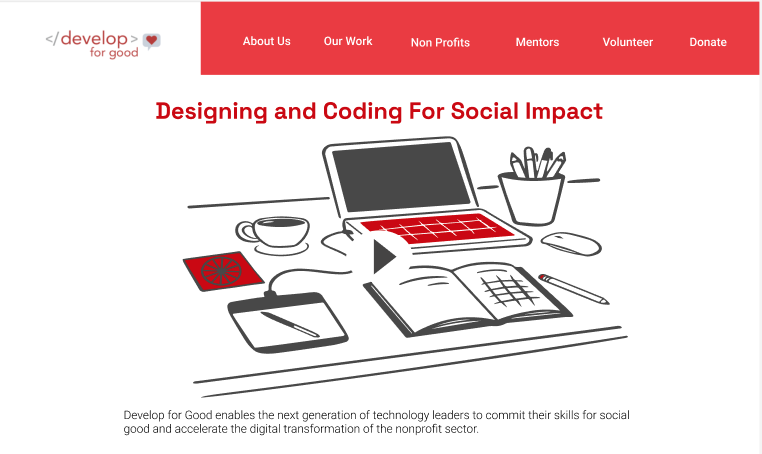 </develop>
for good
About Us
Our Work
Non Profits
Mentors
Volunteer
Donate
Designing and Coding For Social Impact
Develop for Good enables the next generation of technology leaders to commit their skills for social
good and accelerate the digital transformation of the nonprofit sector.